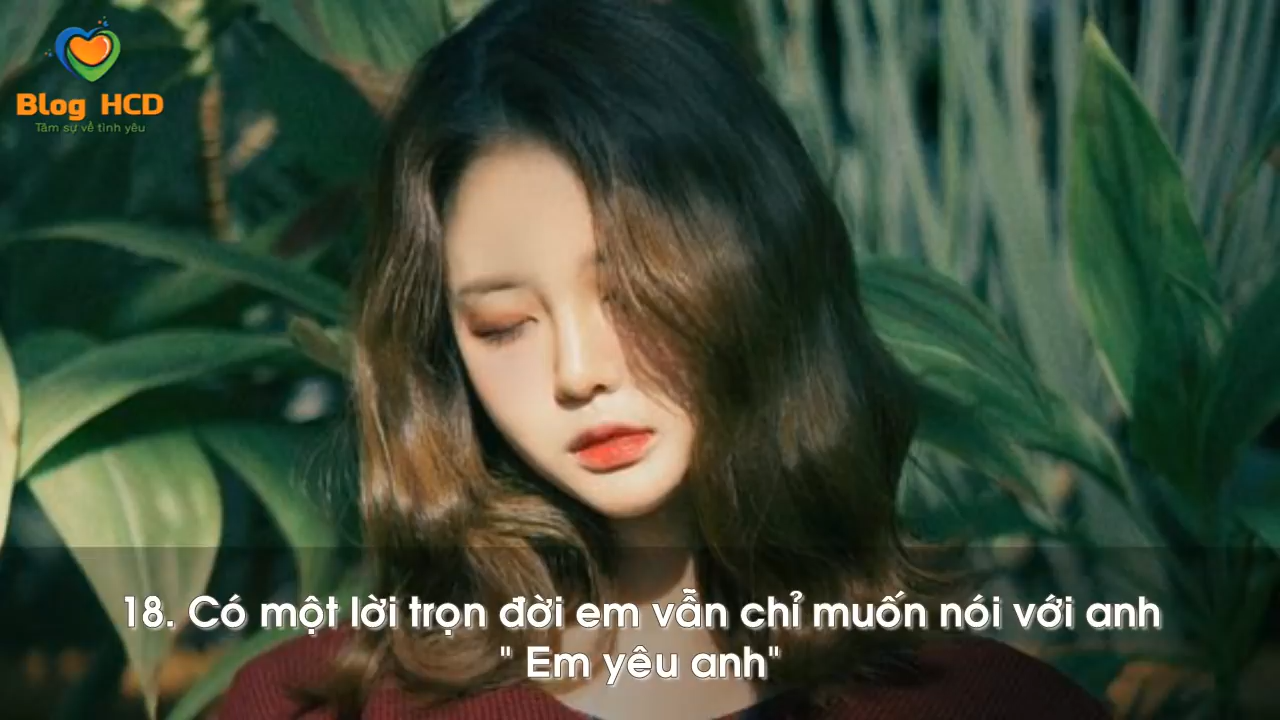 Blog HCD
Tâm sự về tình yêu
18. Có một lời trọn đời em vẫn chỉ muốn nói với anh
" Em yêu anh"